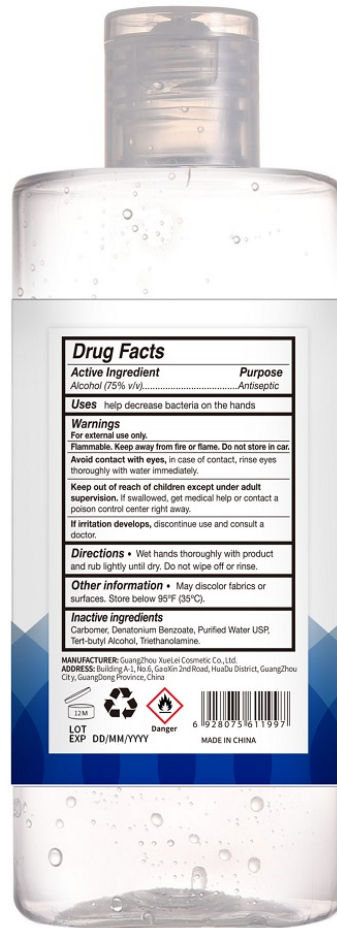 Drug Facts
Active Ingredient Purpose
Alcohol (75% v/v)..............................Antiseptic
Uses help decrease bacteria on the hands
Warnings
For external use only.
Flammable. Keep away from fire or flame. Do not store in car.
Avoid contact with eyes, in case of contact, rinse eyes
thoroughly with water immediately.
Keep out of reach of children except under adult
supervision. If swallowed, get medical help or contact a
poison control center right away.
If irritation develops, discontinue use and consult a
doctor.
Directions • Wet hands thoroughly with product
and rub lightly until dry. Do not wipe off or rinse.
Other information • May discolor fabrics or
surfaces. Store below 95ºF (35ºC).
Inactive ingredients
Carbomer, Denatonium Benzoate, Purified Water USP,
Tert-butyl Alcohol, Triethanolamine.
MANUFACTURER: GuangZhou XueLei Cosmetic Co., Ltd.
ADDRESS: Building A-1, No.6, GaoXin 2nd Road, HuaDu District, GuangZhou
City, GuangDong Province, China
12M
LOT
EXP DD/MM/YYYY
Danger
6 928075 611997
MADE IN CHINA